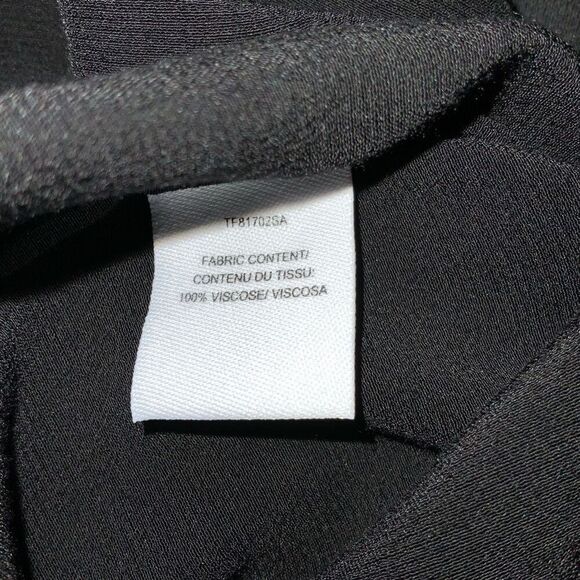 TF81702SA
FABRIC CONTENT/
CONTENU DU TISSU:
100% VISCOSE/ VISCOSA